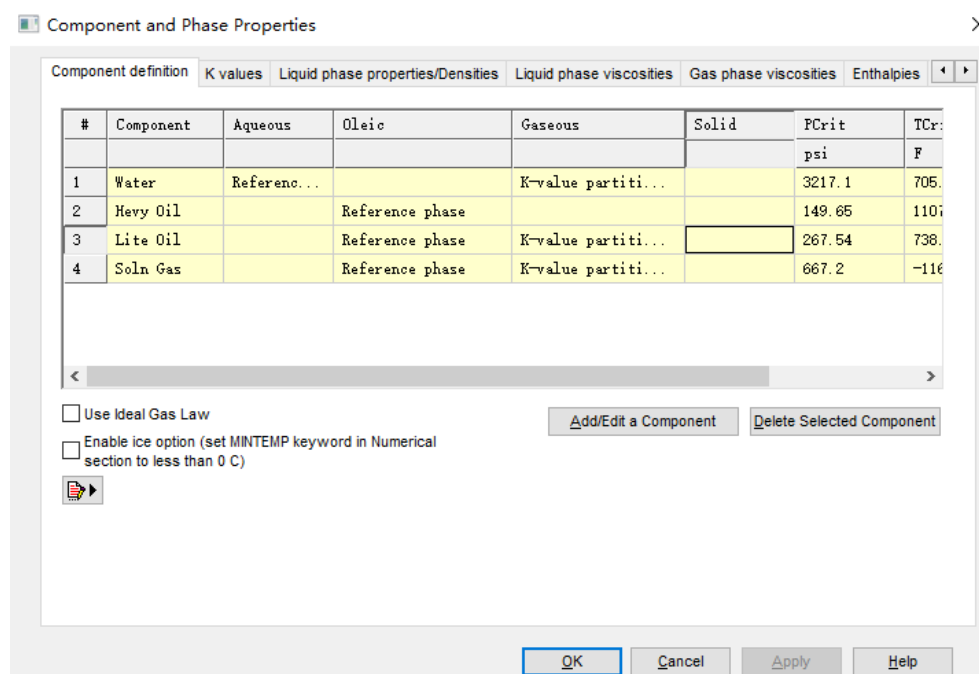 Component and Phase Properties
Component definition K values Liquid phase properties/Densities Liquid phase viscosities Gas phase viscosities Enthalpies
# Component Aqueous Oleic Gaseous Solid PCrit TCr:
psi F
1 Water Referenc... K-value partiti... 3217.1 705.
2 Hevy Oil Reference phase 149.65 1107
3 Lite Oil Reference phase K-value partiti... 267.54 738.
4 Soln Gas Reference phase K-value partiti... 667.2 -116
Use Ideal Gas Law
Add/Edit a Component Delete Selected Component
Enable ice option (set MINTEMP keyword in Numerical
section to less than 0 C)
OK Cancel Apply Help